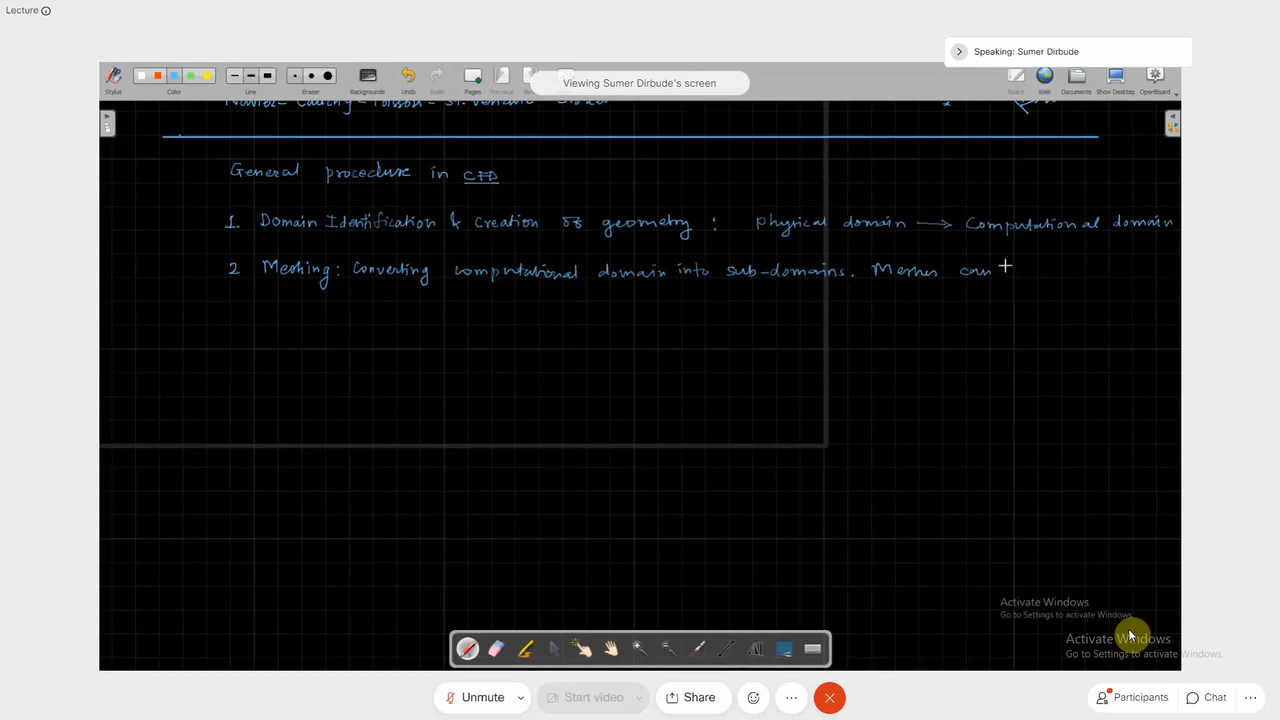 Lecture
Speaking: Sumer Dirbude
Stylus Color Line Eraser Backgrounds Undo Redo Pages Previous Board Web Documents Show Desktop OpenBoard
Viewing Sumer Dirbude's screen
General procedure in CFD
1. Domain Identification & Creation of geometry : Physical domain → Computational domain
2 Meshing: Converting computational domain into sub-domains. Meshes can
Activate Windows
Go to Settings to activate Windows.
Activate Windows
Go to Settings to activate Windows.
Unmute Start video Share Participants Chat